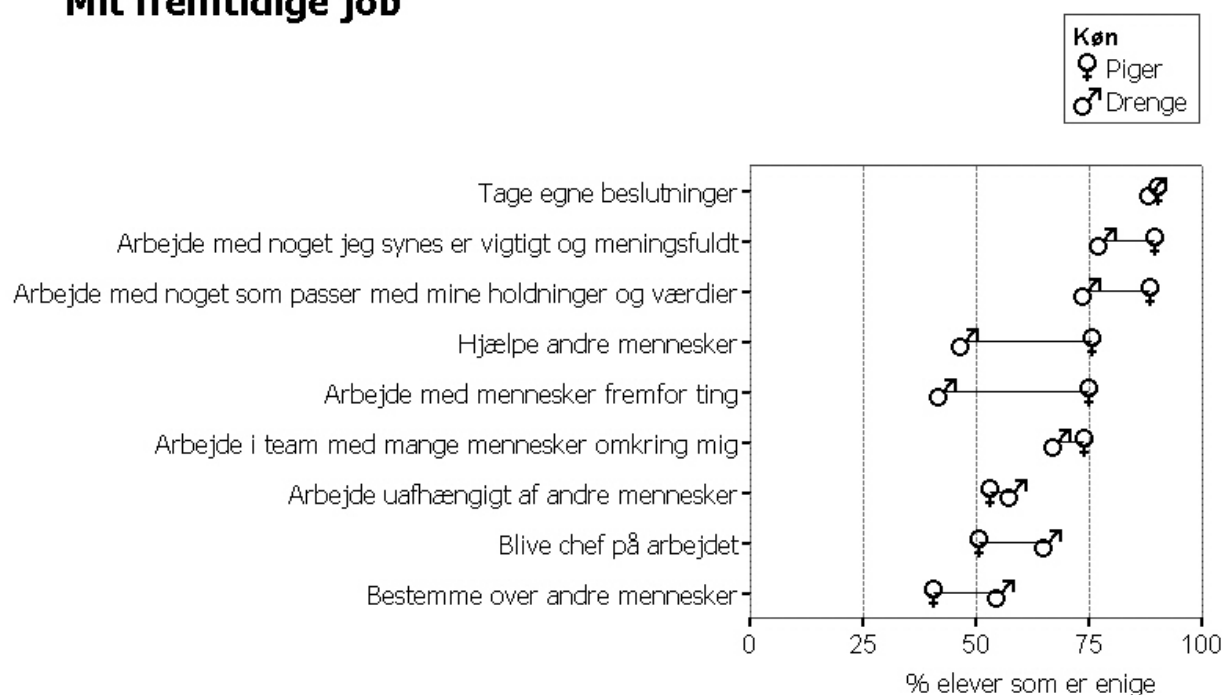 Mit fremtidige job
Køn
Piger
Drenge
Tage egne beslutninger
Arbejde med noget jeg synes er vigtigt og meningsfuldt
Arbejde med noget som passer med mine holdninger og værdier
Hjælpe andre mennesker
Arbejde med mennesker fremfor ting
Arbejde i team med mange mennesker omkring mig
Arbejde uafhængigt af andre mennesker
Blive chef på arbejdet
Bestemme over andre mennesker
0 25 50 75 100
% elever som er enige